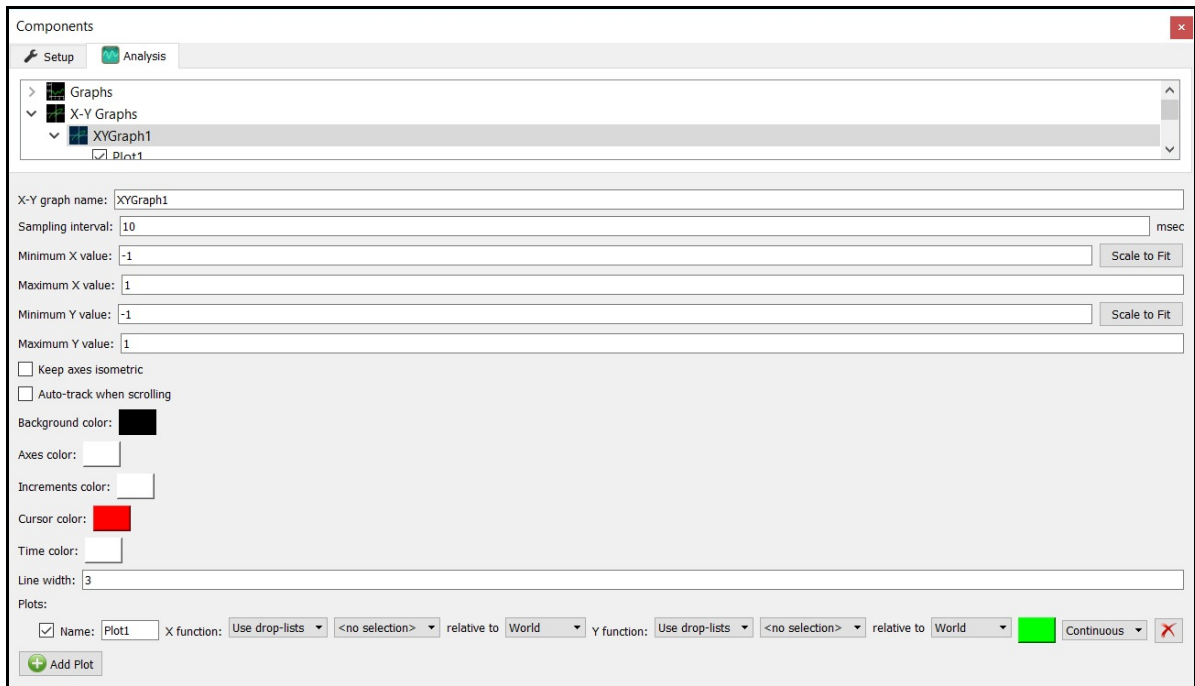 Components
Setup Analysis
Graphs
X-Y Graphs
XYGraph1
Plot1
X-Y graph name: XYGraph1
Sampling interval: 10 msec
Minimum X value: -1 Scale to Fit
Maximum X value: 1
Minimum Y value: -1 Scale to Fit
Maximum Y value: 1
Keep axes isometric
Auto-track when scrolling
Background color:
Axes color:
Increments color:
Cursor color:
Time color:
Line width: 3
Plots:
Name: Plot1 X function: Use drop-lists <no selection> relative to World Y function: Use drop-lists <no selection> relative to World Continuous
Add Plot